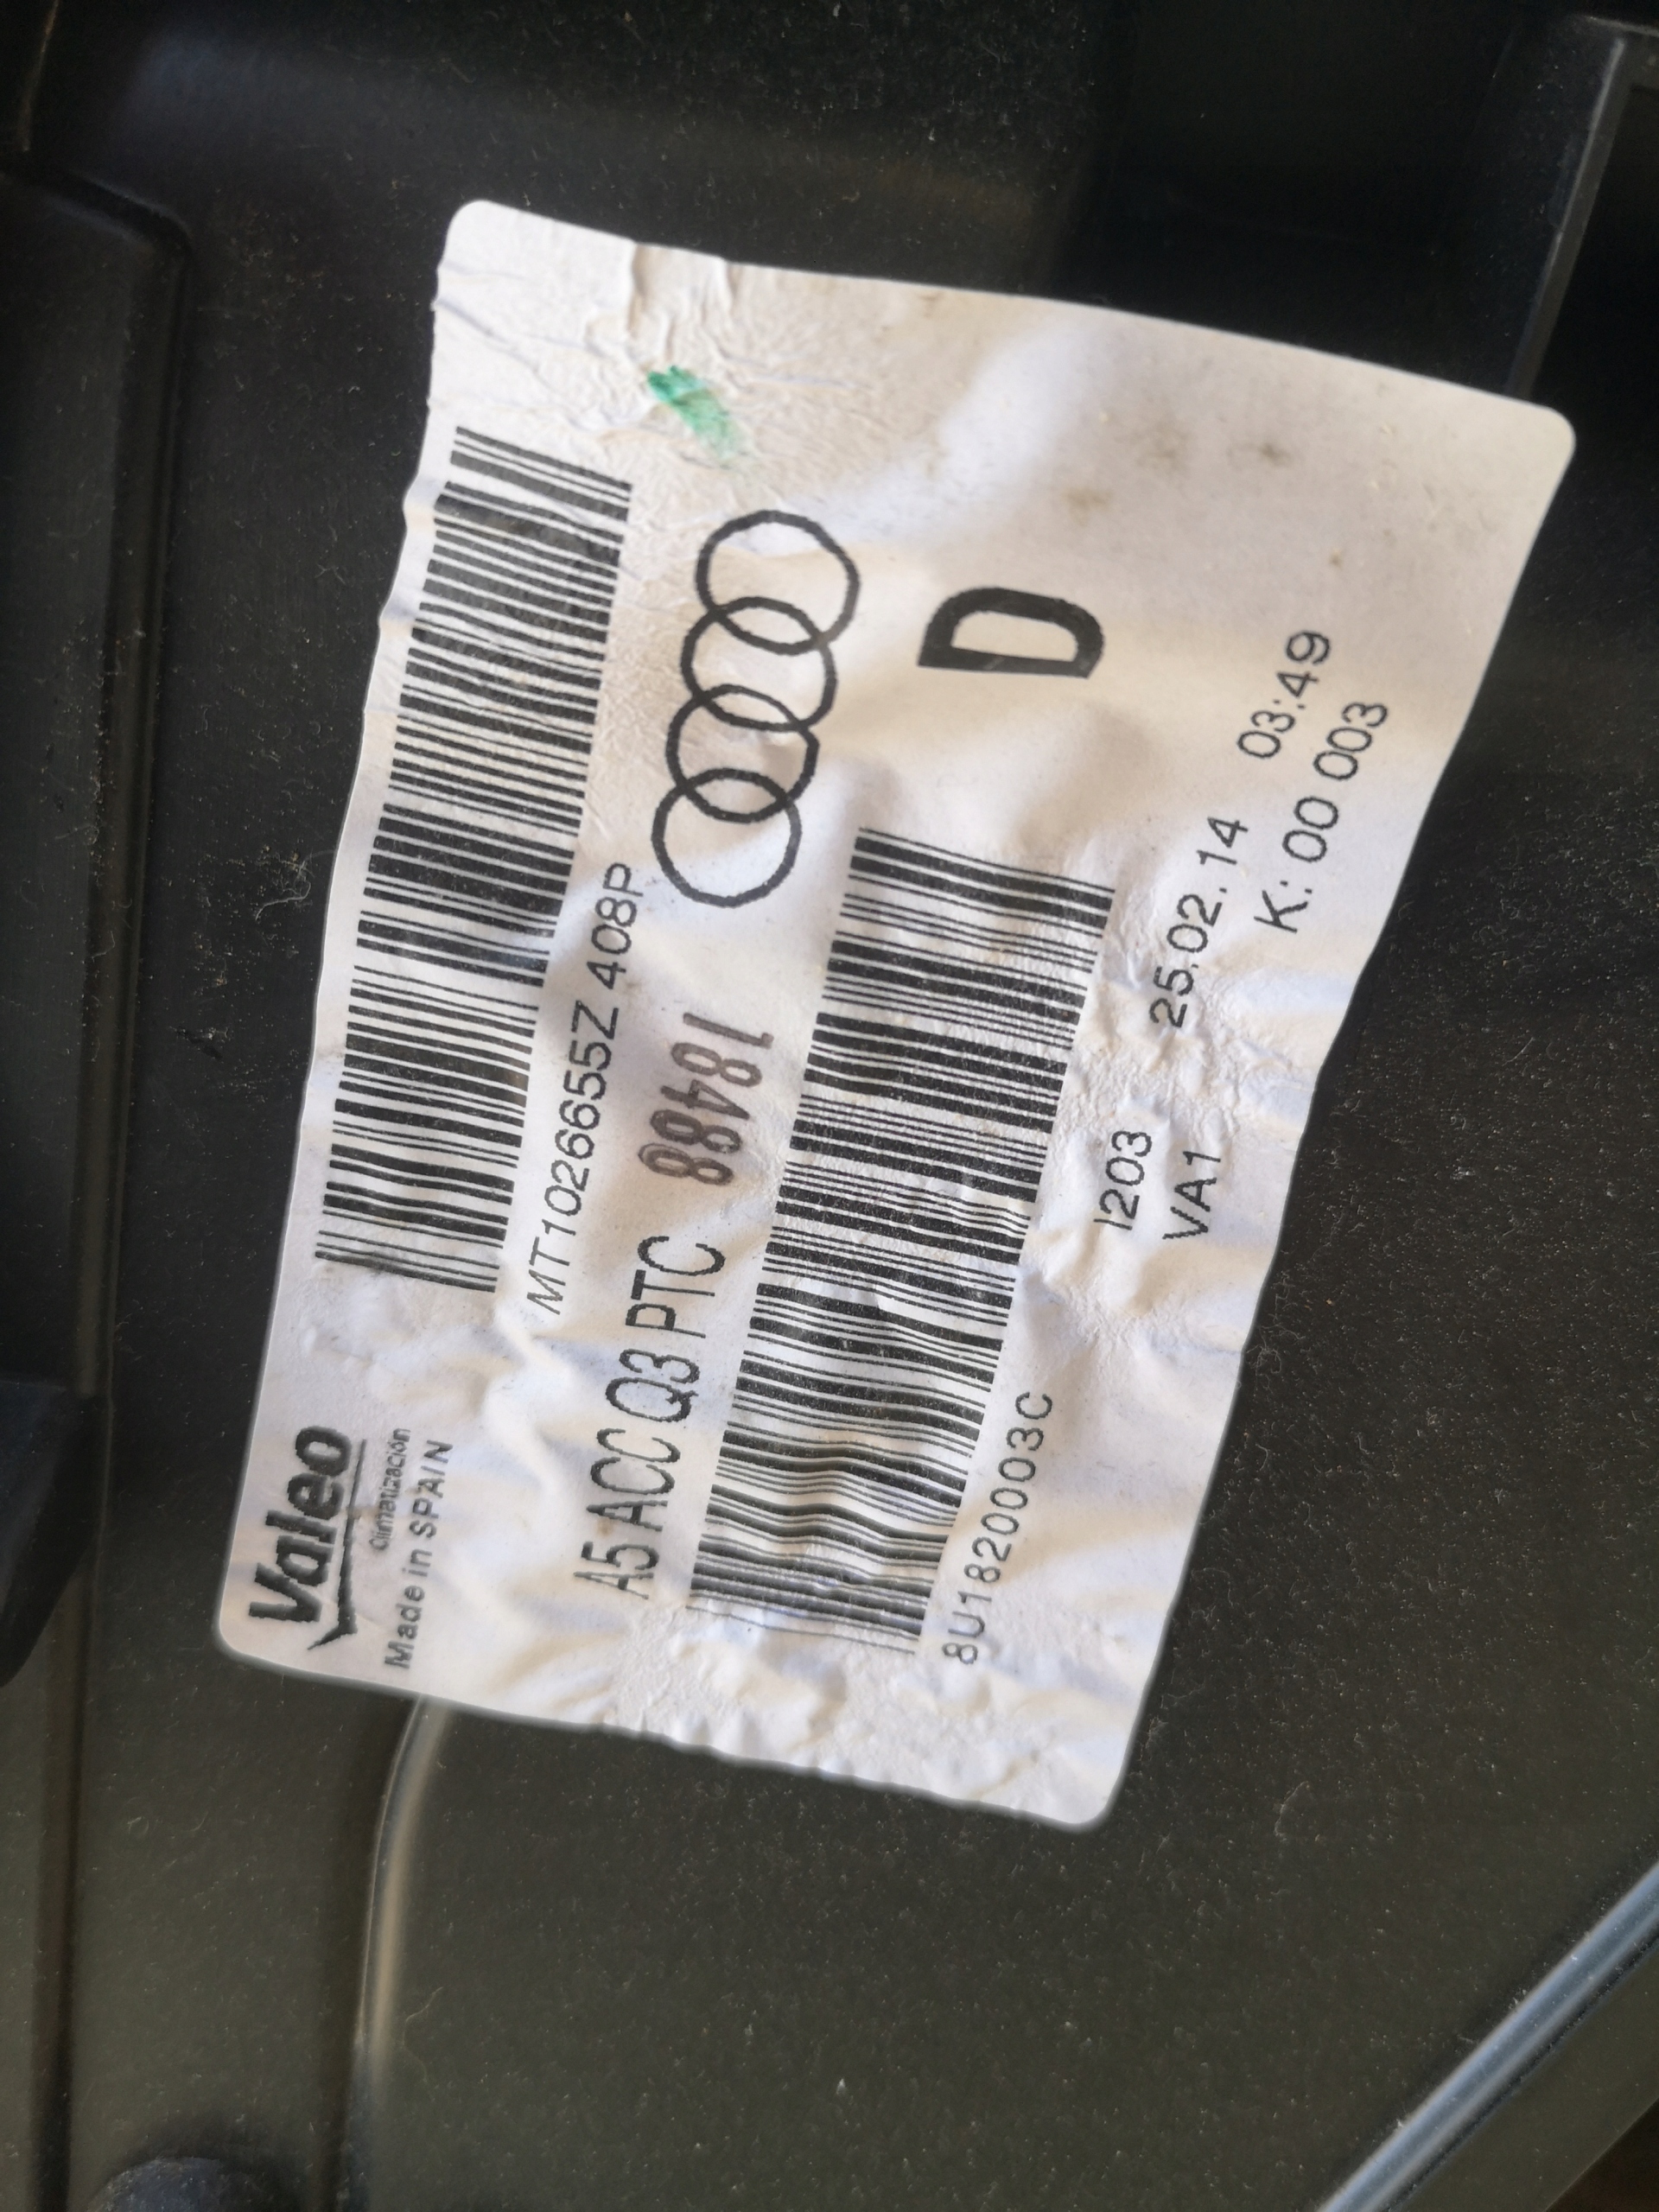 Valeo
Climatización
Made in SPAIN
MT1026655Z 408P
A5 ACC Q3 PTC
18488
D
8U1820003C
I203 25.02.14 03:49
VA1 K: 00 003